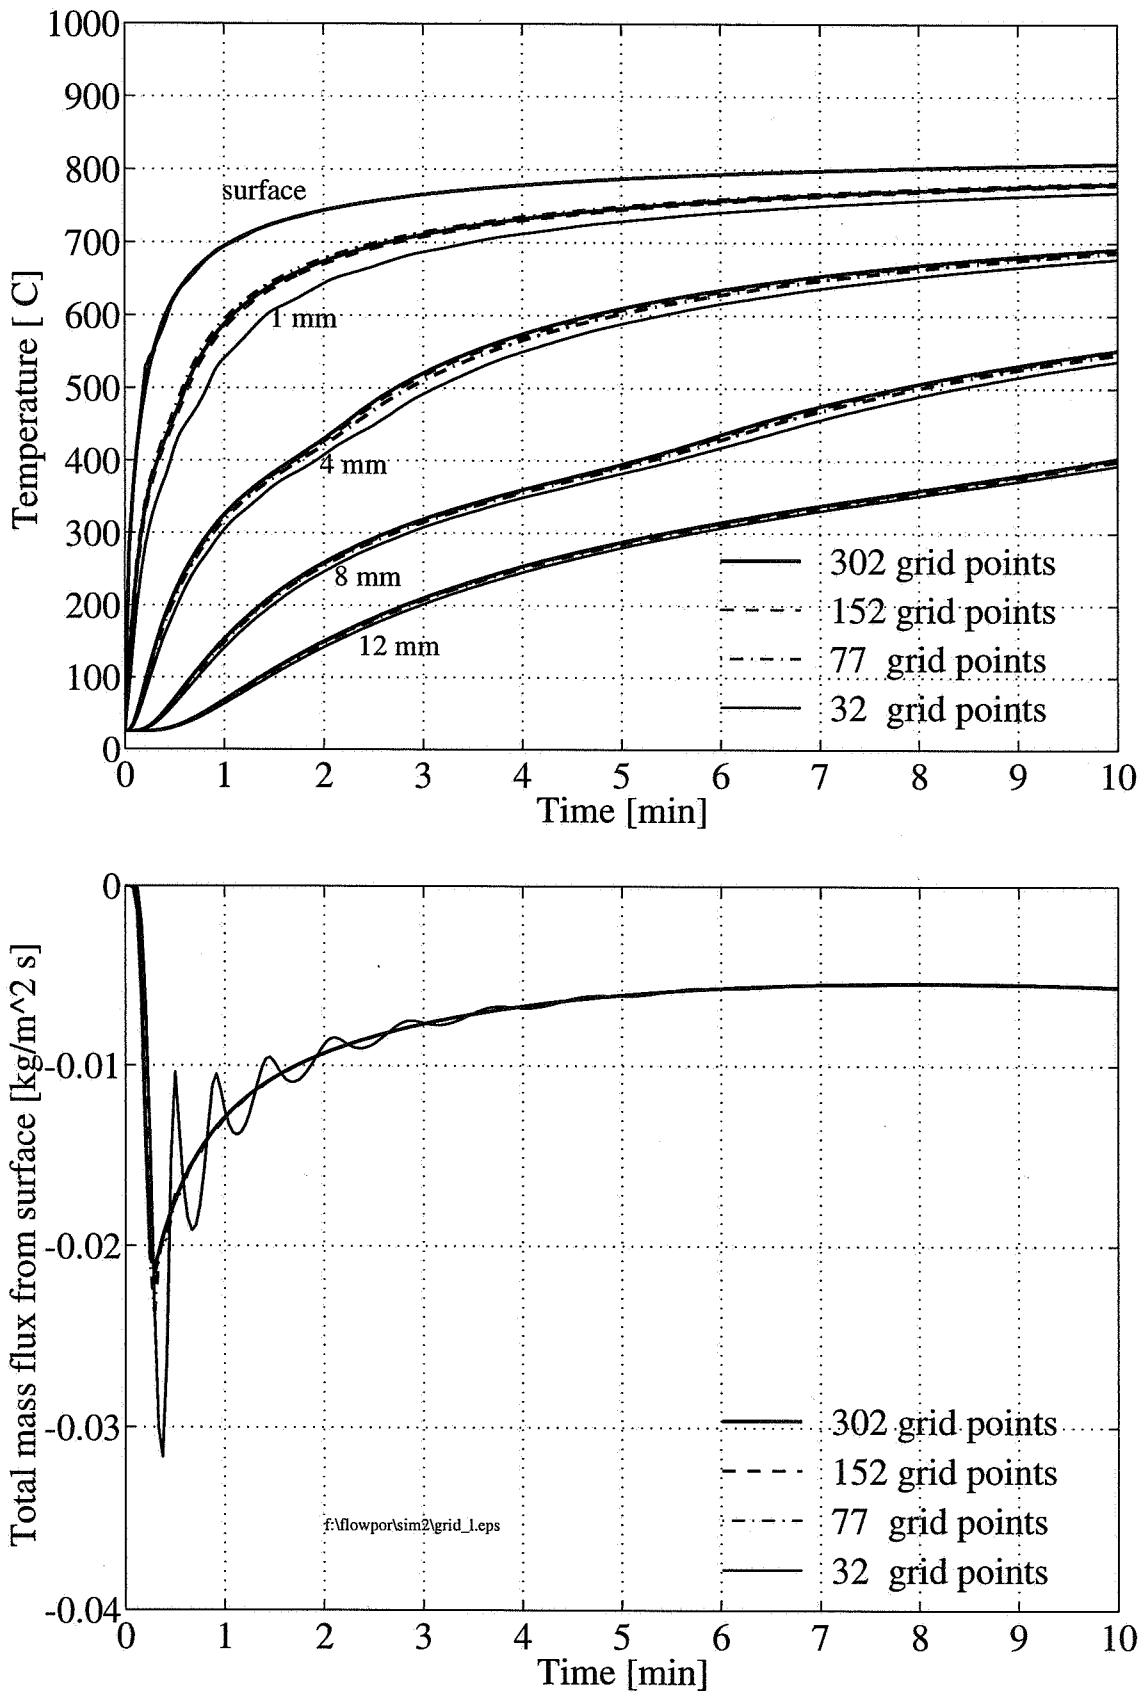 1000
900
800
700
600
500
400
300
200
100
0
Temperature [ C]
surface
1 mm
4 mm
8 mm
12 mm
302 grid points
152 grid points
77 grid points
32 grid points
0 1 2 3 4 5 6 7 8 9 10
Time [min]
0
-0.01
-0.02
-0.03
-0.04
Total mass flux from surface [kg/m^2 s]
302 grid points
152 grid points
77 grid points
32 grid points
f:\flowpor\sim2\grid_1.eps
0 1 2 3 4 5 6 7 8 9 10
Time [min]